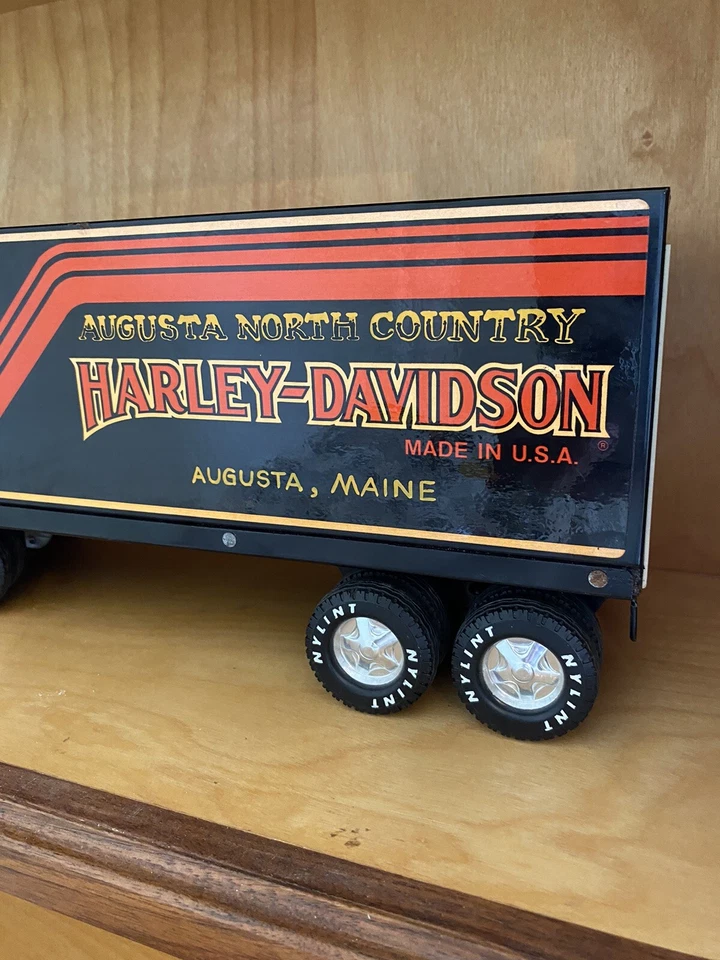 AUGUSTA NORTH COUNTRY
HARLEY-DAVIDSON
®
MADE IN U.S.A.
AUGUSTA, MAINE
NYLINT NYLINT
NYLINT NYLINT